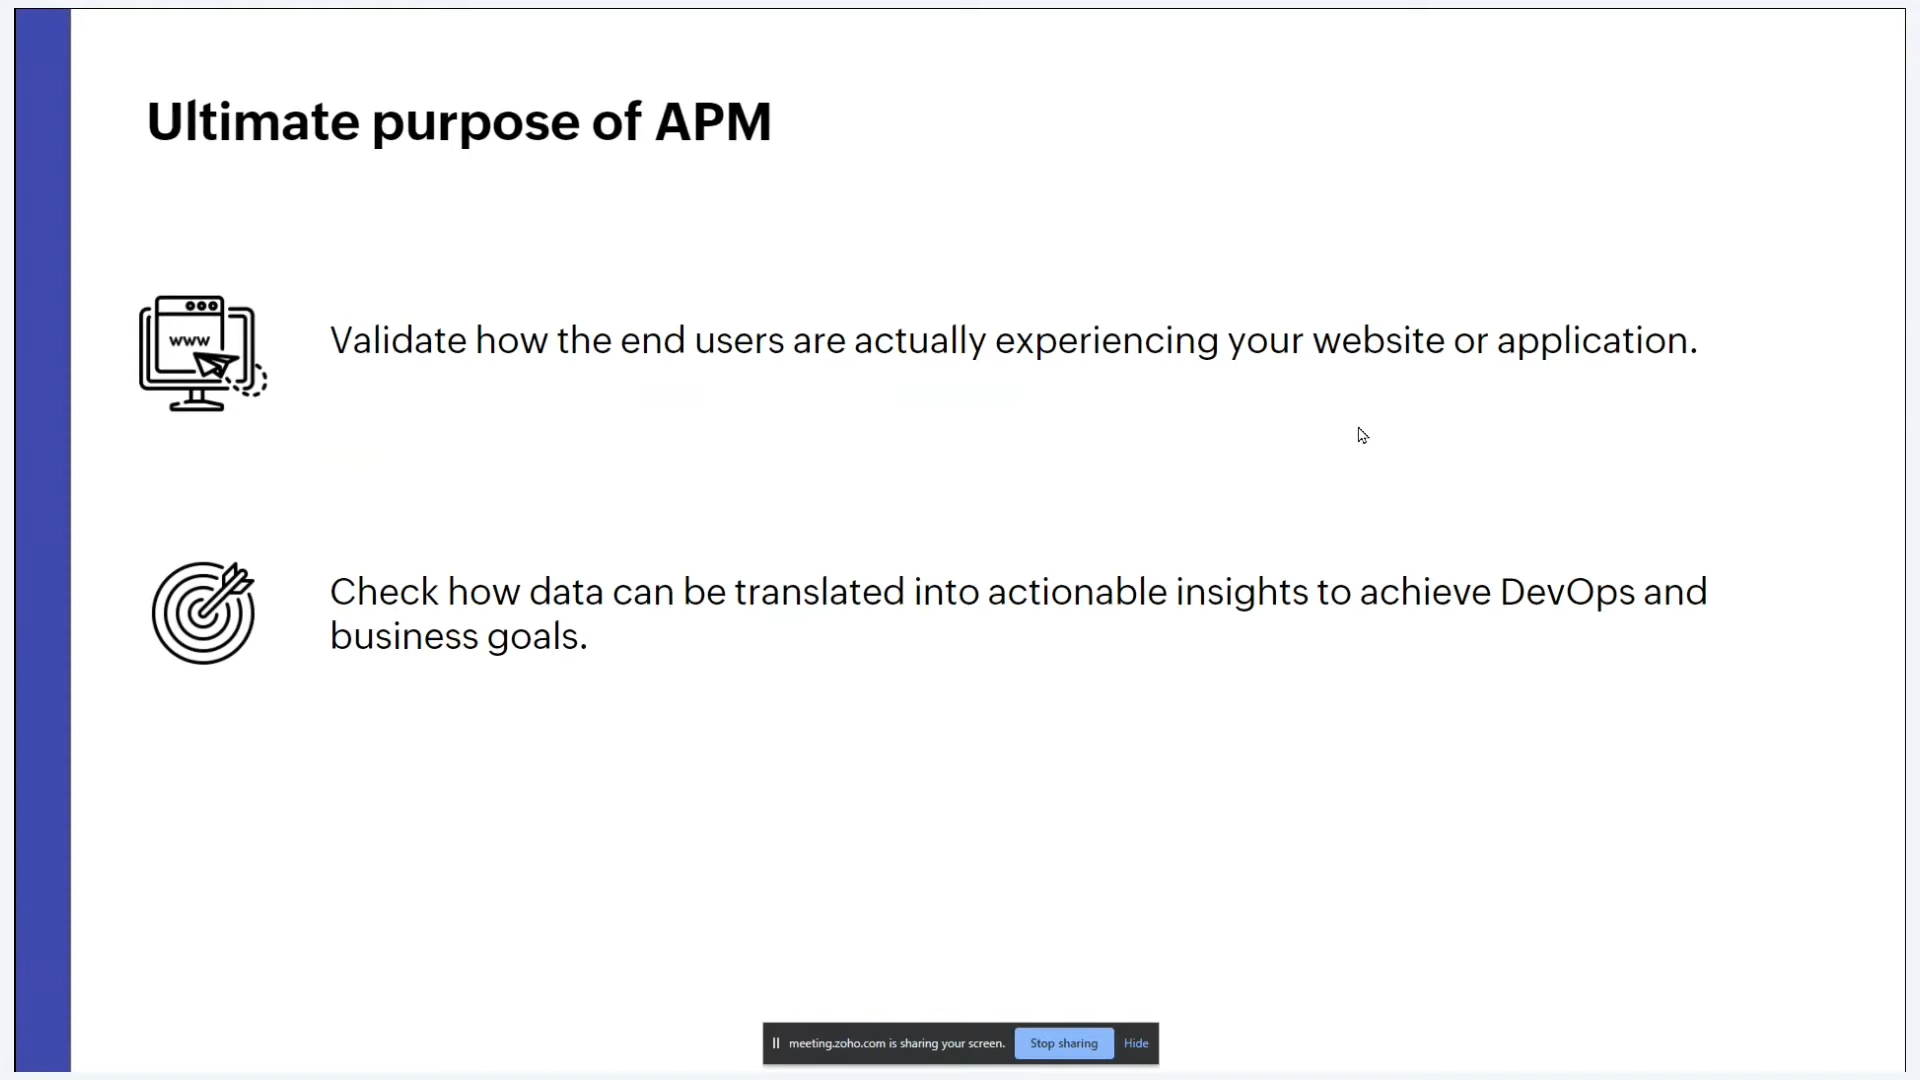 Ultimate purpose of APM
www
Validate how the end users are actually experiencing your website or application.
Check how data can be translated into actionable insights to achieve DevOps and
business goals.
meeting.zoho.com is sharing your screen. Stop sharing Hide